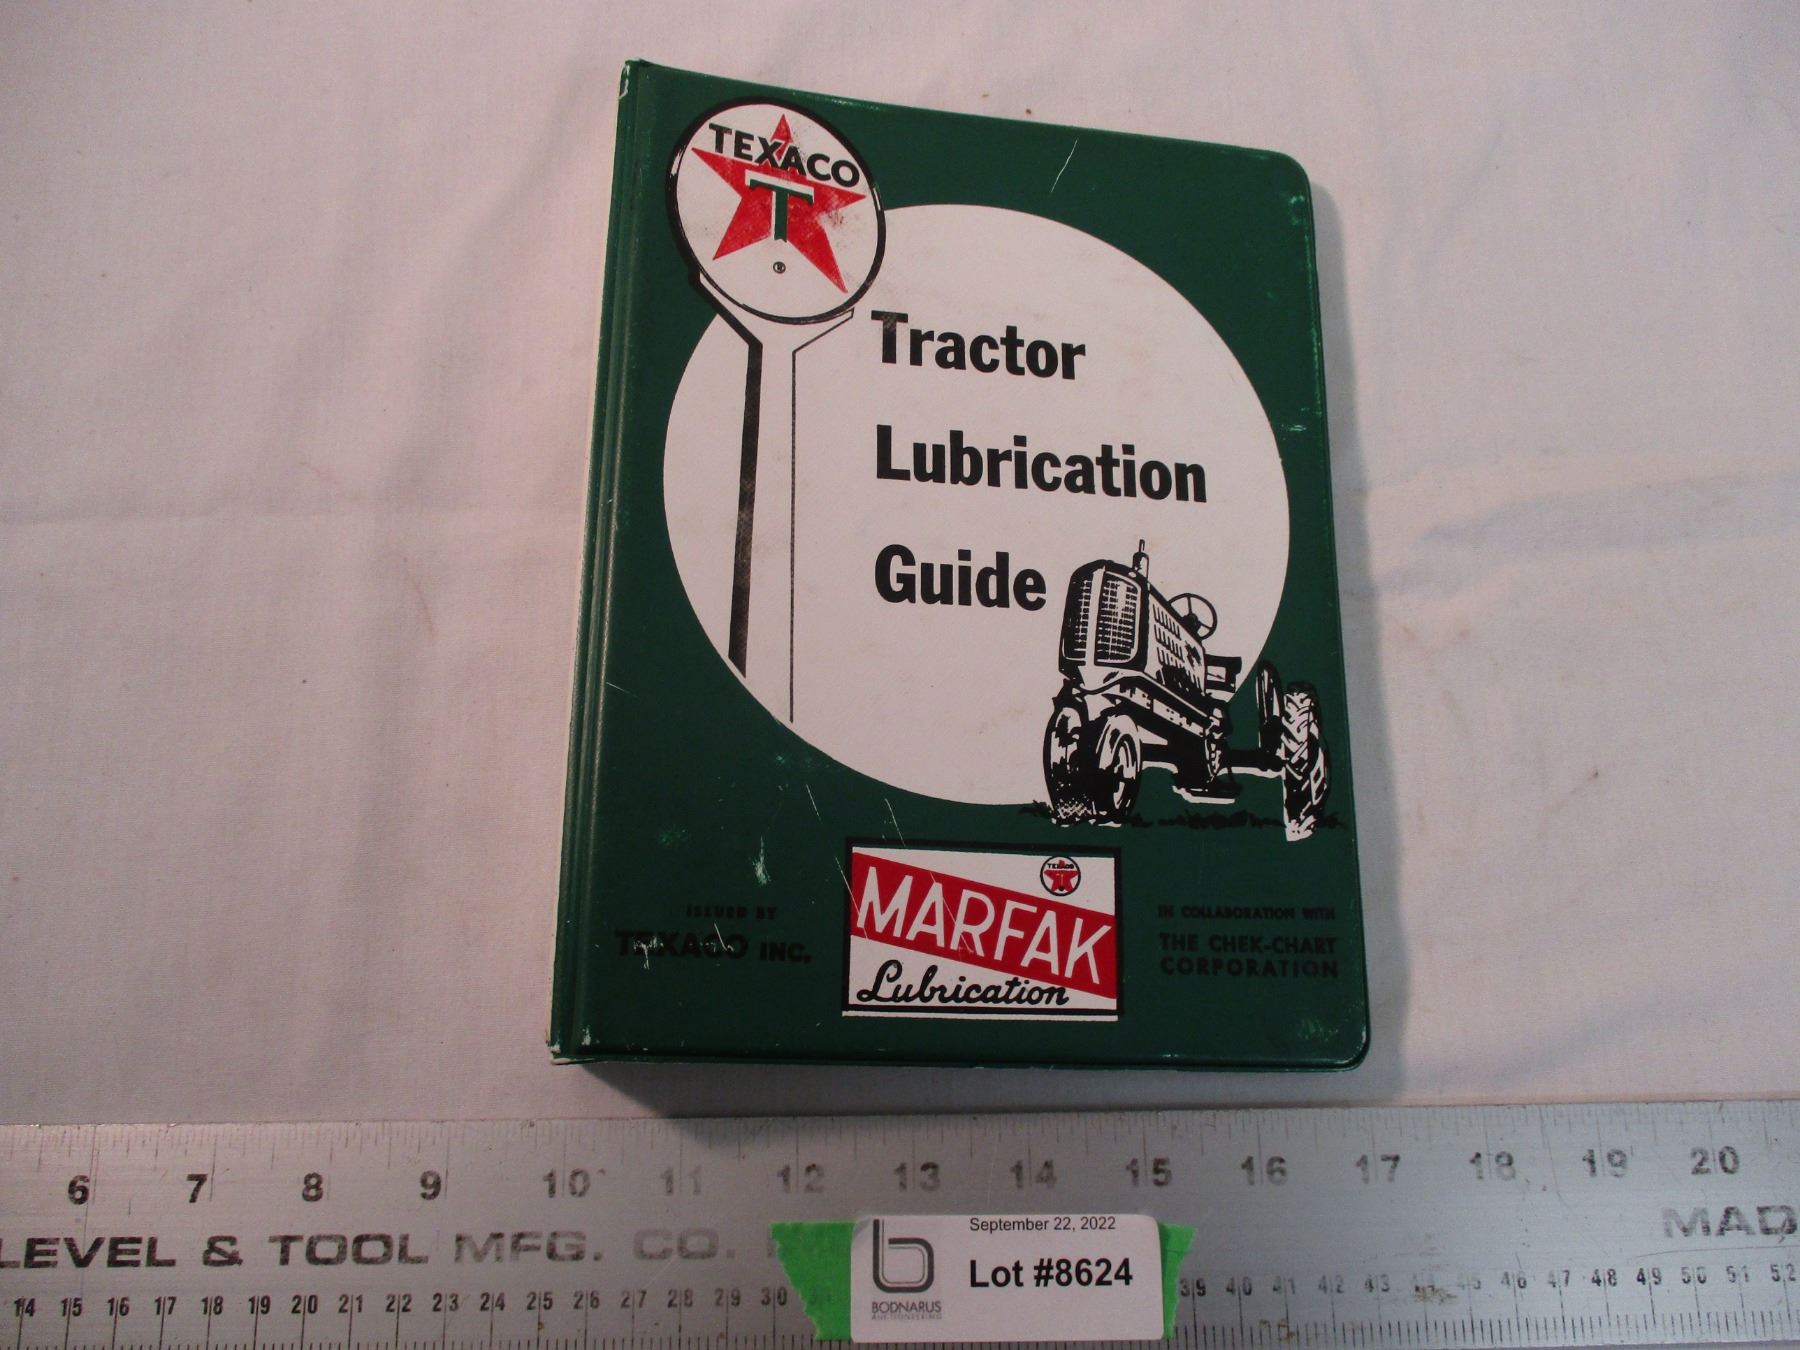 TEXACO
T
®
Tractor
Lubrication
Guide
TEXACO
MARFAK
Lubrication
ISSUED BY
TEXACO INC.
IN COLLABORATION WITH
THE CHEK-CHART
CORPORATION
6 7 8 9 10 11 12 13 14 15 16 17 18 19 20
LEVEL & TOOL MFG. CO.
MAD
14 15 16 17 18 19 20 21 22 23 24 25 26 27 28 29 30 39 40 41 42 43 44 45 46 47 48 49 50 51 52
September 22, 2022
Lot #8624
b
BODNARUS
AUCTIONEERING